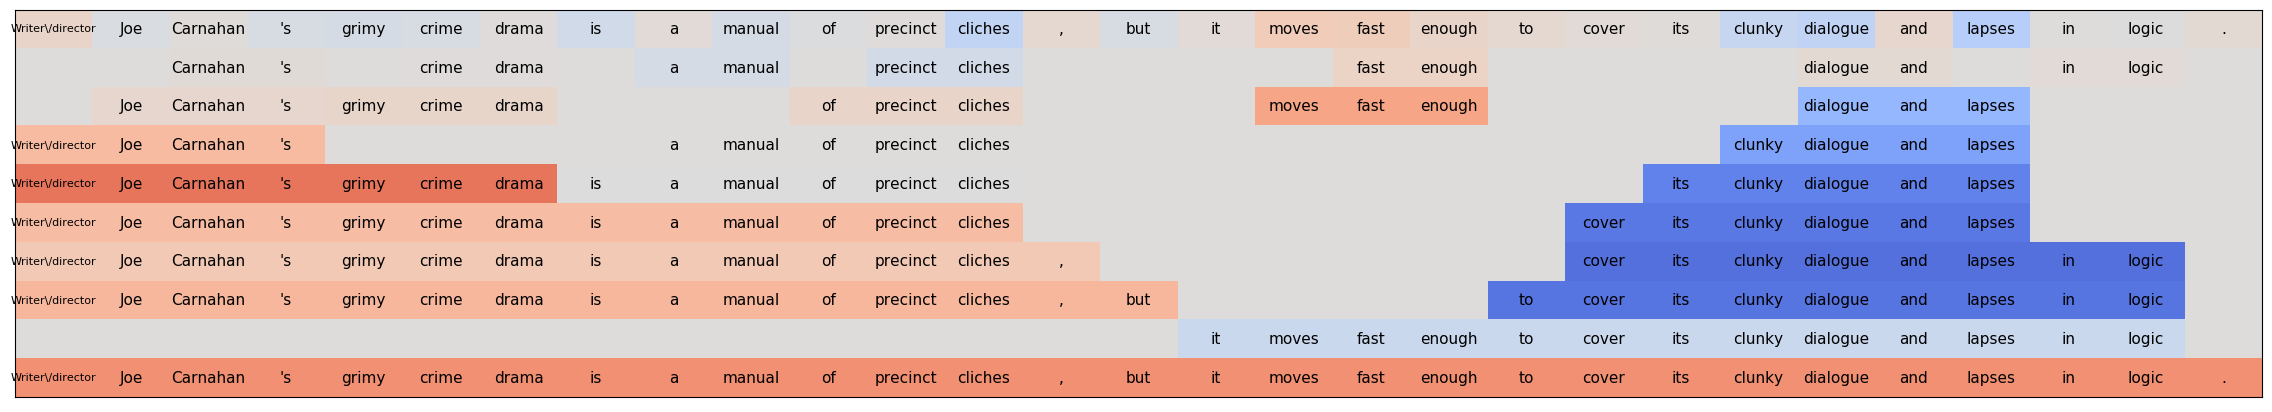 Writer\/director Joe Carnahan 's grimy crime drama is a manual of precinct cliches , but it moves fast enough to cover its clunky dialogue and lapses in logic .
Carnahan 's crime drama a manual precinct cliches fast enough dialogue and in logic
Joe Carnahan 's grimy crime drama of precinct cliches moves fast enough dialogue and lapses
Writer\/director Joe Carnahan 's a manual of precinct cliches clunky dialogue and lapses
Writer\/director Joe Carnahan 's grimy crime drama is a manual of precinct cliches its clunky dialogue and lapses
Writer\/director Joe Carnahan 's grimy crime drama is a manual of precinct cliches cover its clunky dialogue and lapses
Writer\/director Joe Carnahan 's grimy crime drama is a manual of precinct cliches , cover its clunky dialogue and lapses in logic
Writer\/director Joe Carnahan 's grimy crime drama is a manual of precinct cliches , but to cover its clunky dialogue and lapses in logic
it moves fast enough to cover its clunky dialogue and lapses in logic
Writer\/director Joe Carnahan 's grimy crime drama is a manual of precinct cliches , but it moves fast enough to cover its clunky dialogue and lapses in logic .